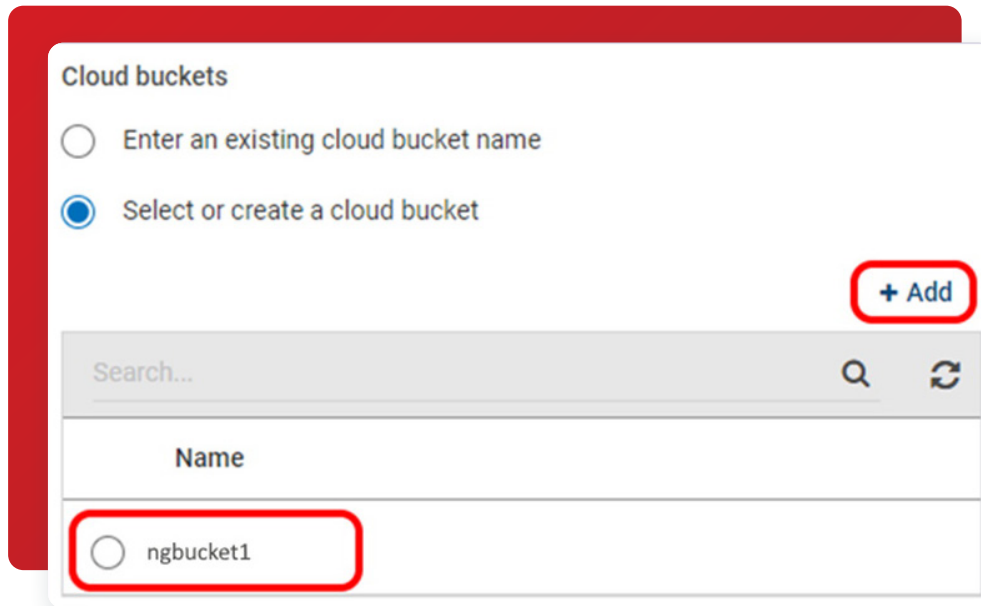 Cloud buckets
Enter an existing cloud bucket name
Select or create a cloud bucket
+ Add
Search...
Name
ngbucket1